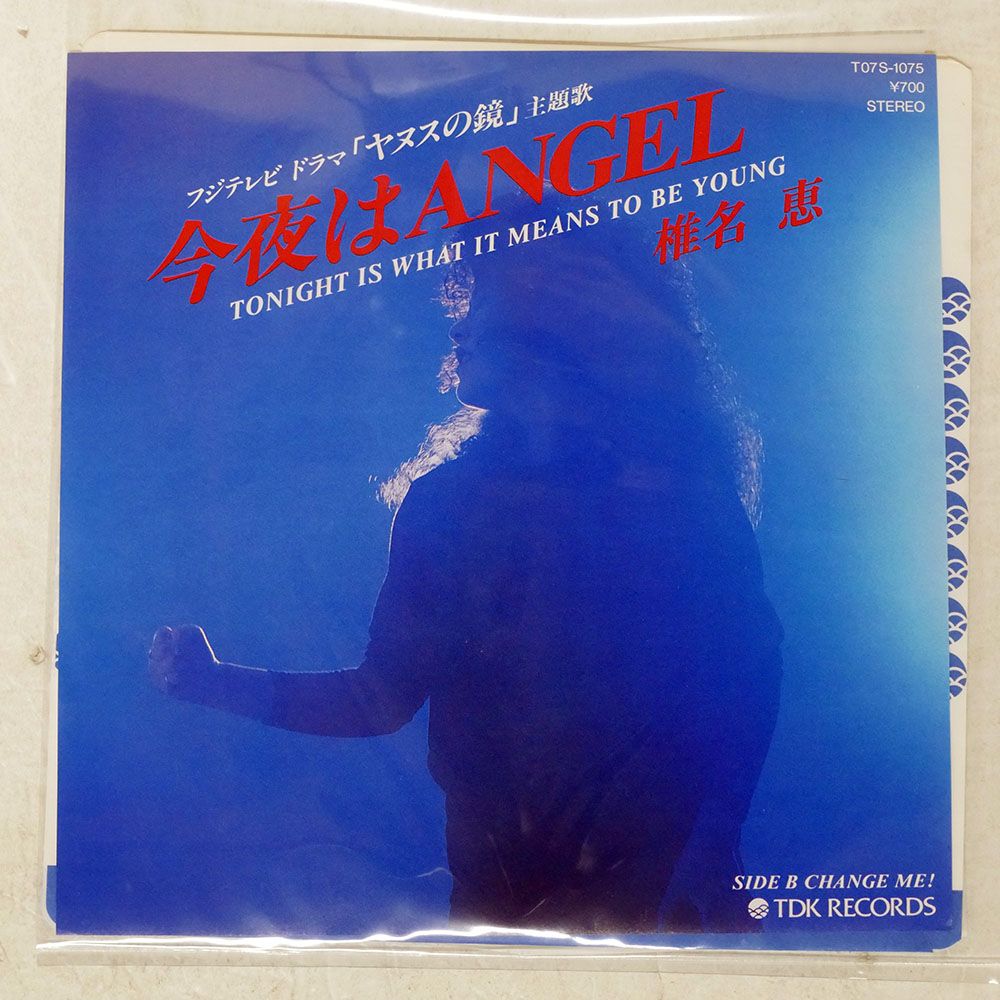 T07S-1075
¥700
STEREO
フジテレビ ドラマ「ヤヌスの鏡」主題歌
今夜はANGEL
TONIGHT IS WHAT IT MEANS TO BE YOUNG
椎名 恵
SIDE B CHANGE ME!
TDK RECORDS